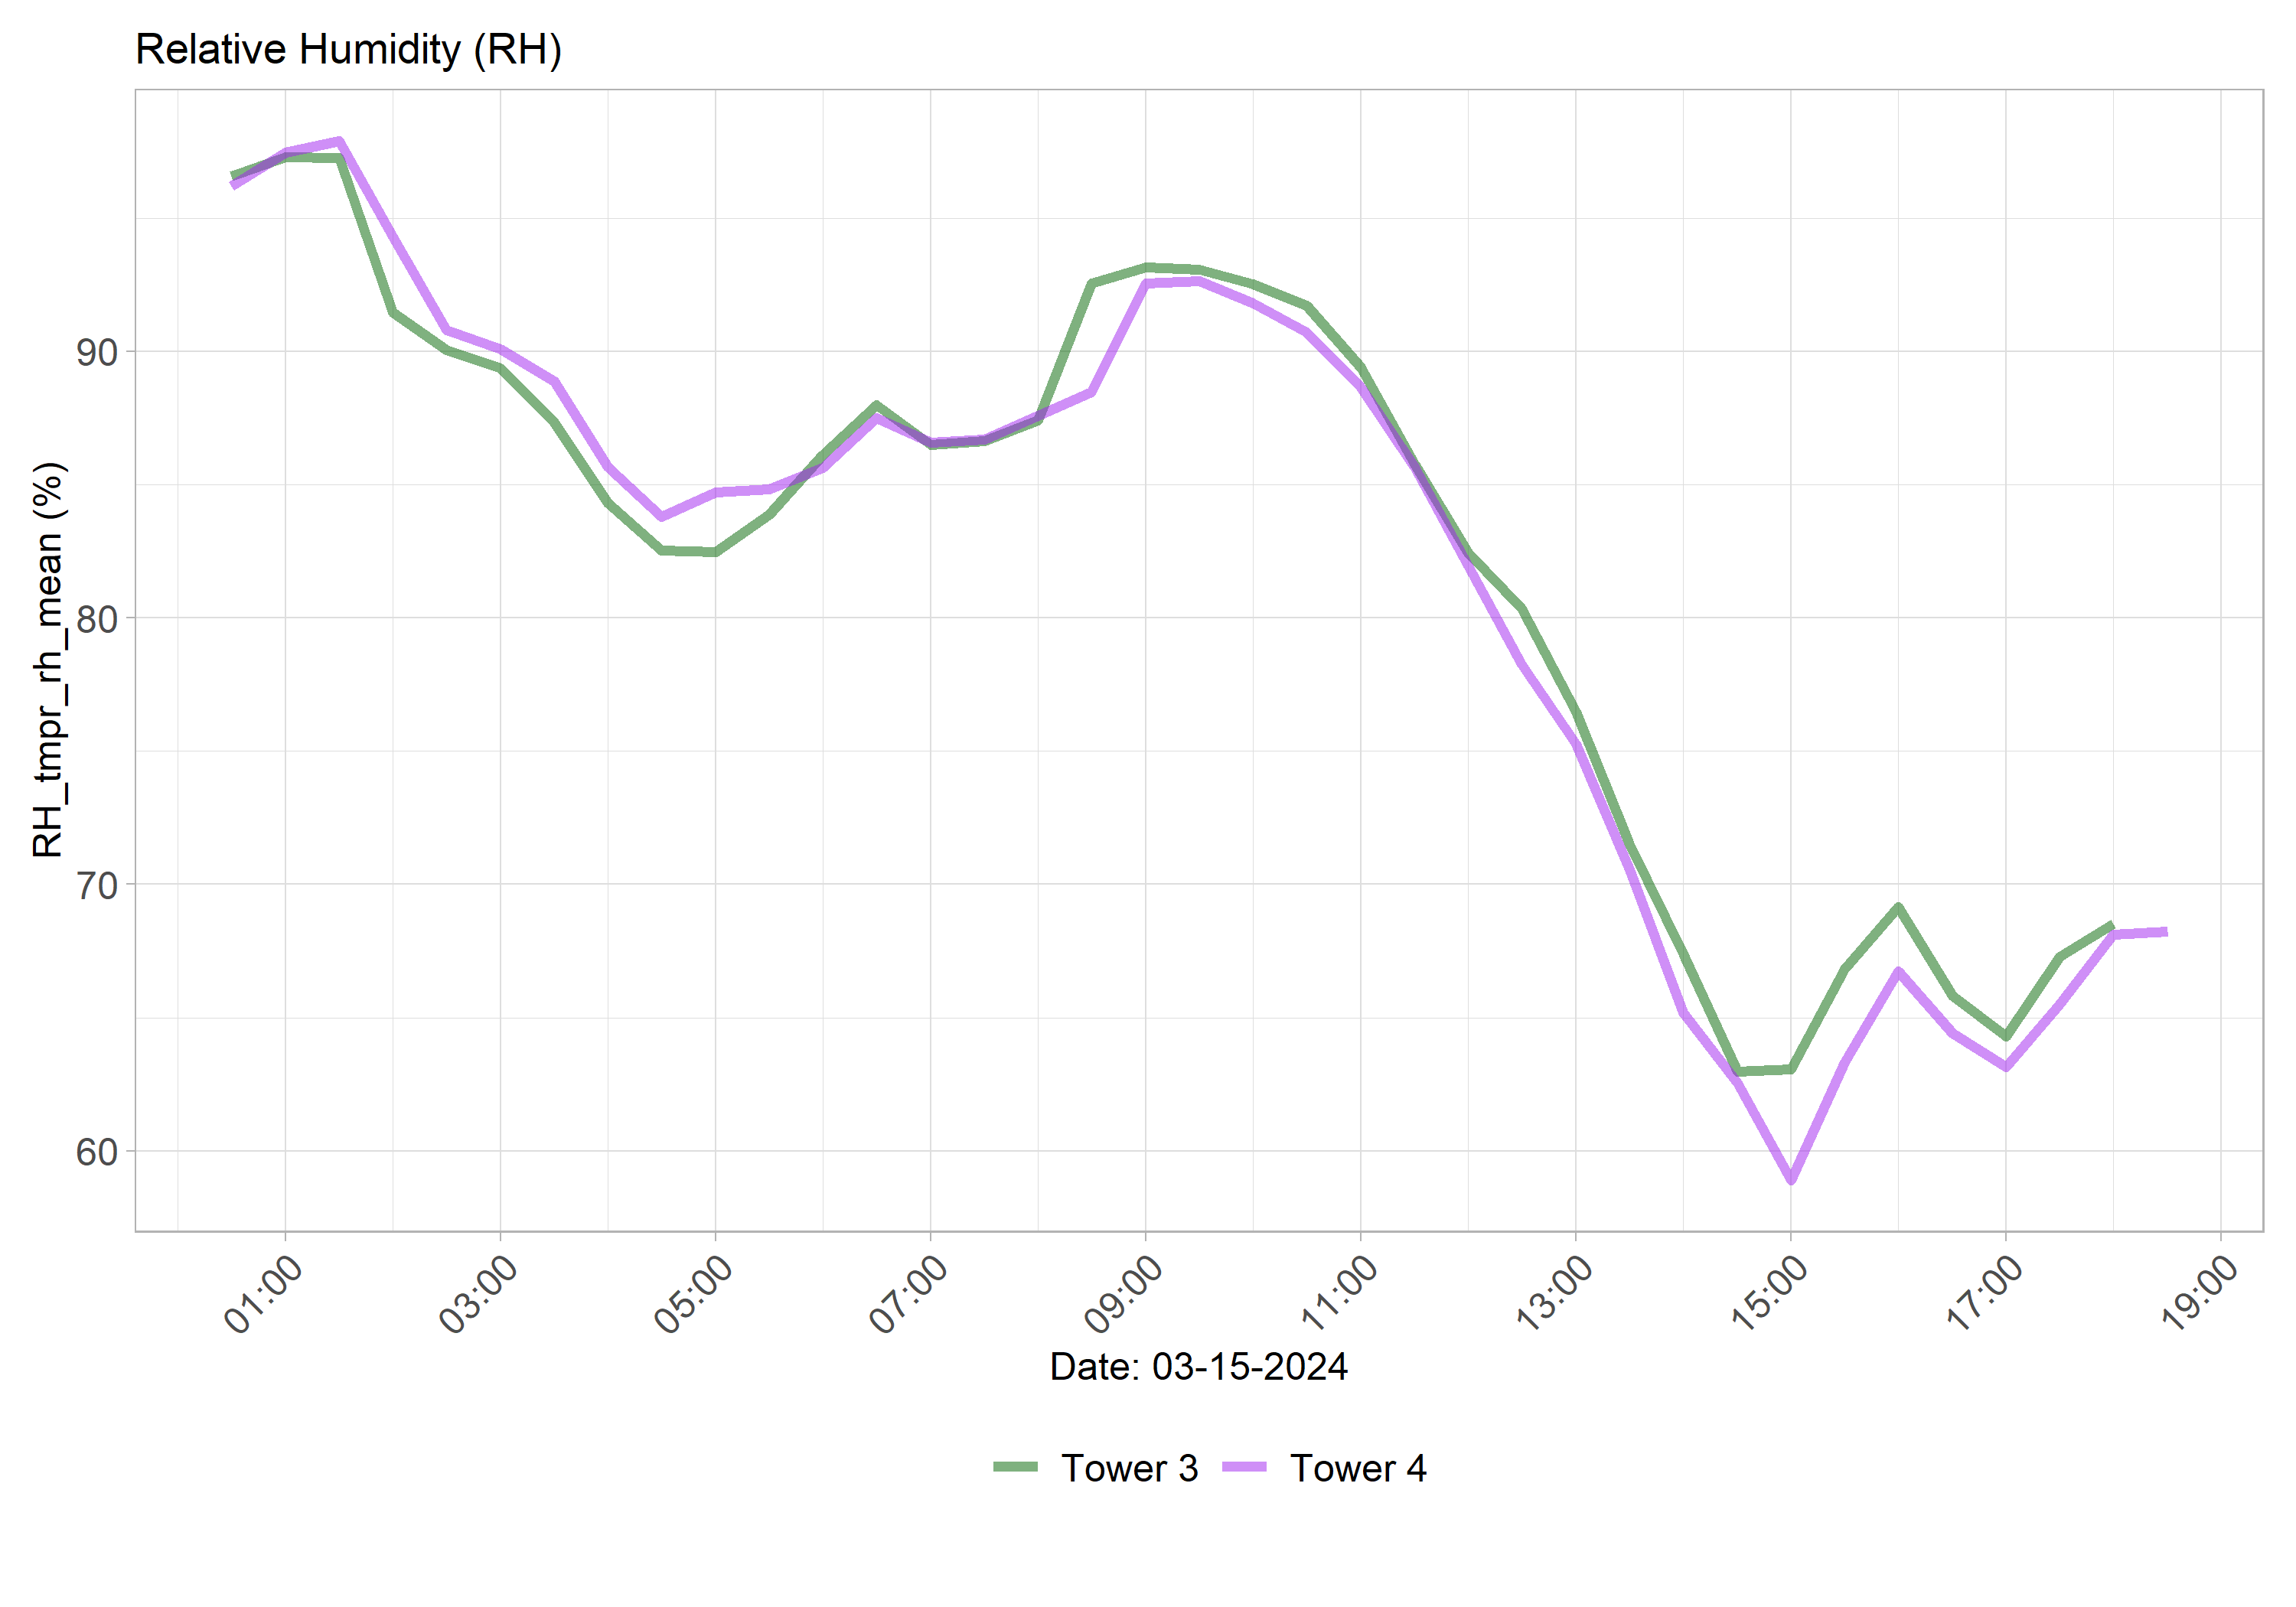 Relative Humidity (RH)
RH_tmpr_rh_mean (%)
90
80
70
60
01:00 03:00 05:00 07:00 09:00 11:00 13:00 15:00 17:00 19:00
Date: 03-15-2024
Tower 3 Tower 4